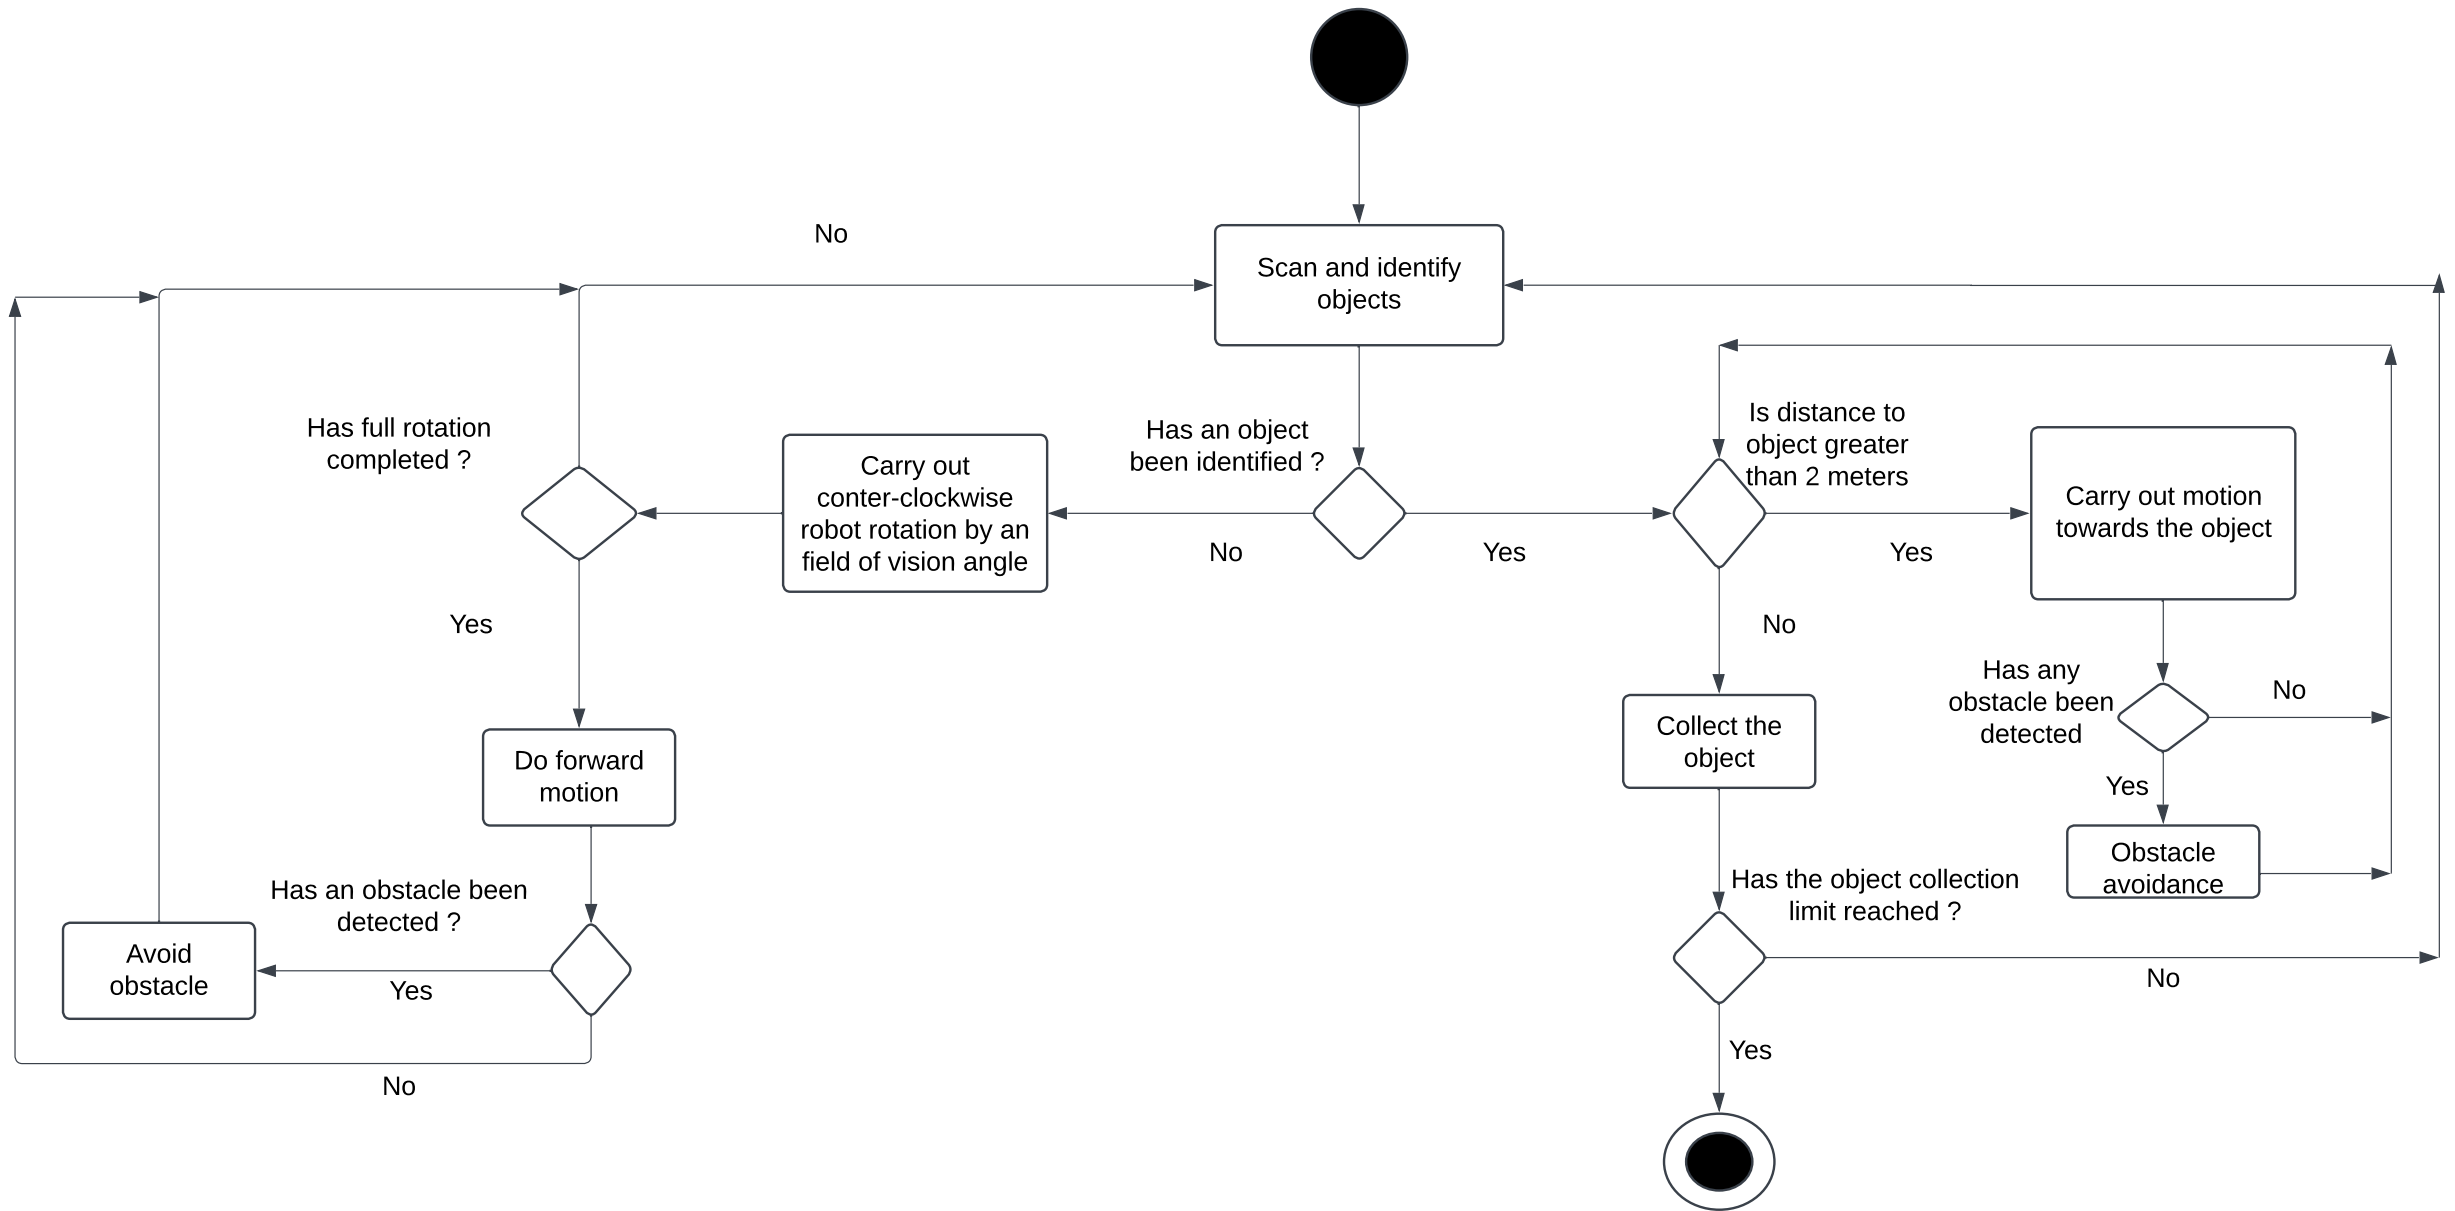 No
Scan and identify
objects
Has full rotation
completed ?
Carry out
conter-clockwise
robot rotation by an
field of vision angle
Has an object
been identified ?
No
Yes
Is distance to
object greater
than 2 meters
Yes
Carry out motion
towards the object
Yes
No
Has any
obstacle been
detected
No
Do forward
motion
Collect the
object
Yes
Obstacle
avoidance
Has an obstacle been
detected ?
Has the object collection
limit reached ?
Avoid
obstacle
Yes
No
Yes
No